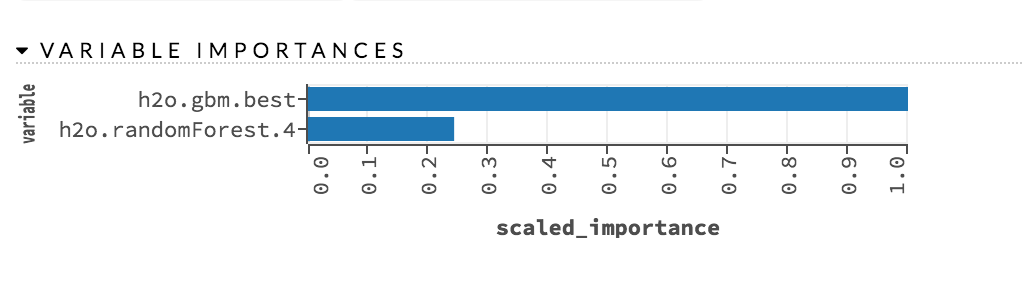 VARIABLE IMPORTANCES
variable
h2o.gbm.best
h2o.randomForest.4
0.0 0.1 0.2 0.3 0.4 0.5 0.6 0.7 0.8 0.9 1.0
scaled_importance